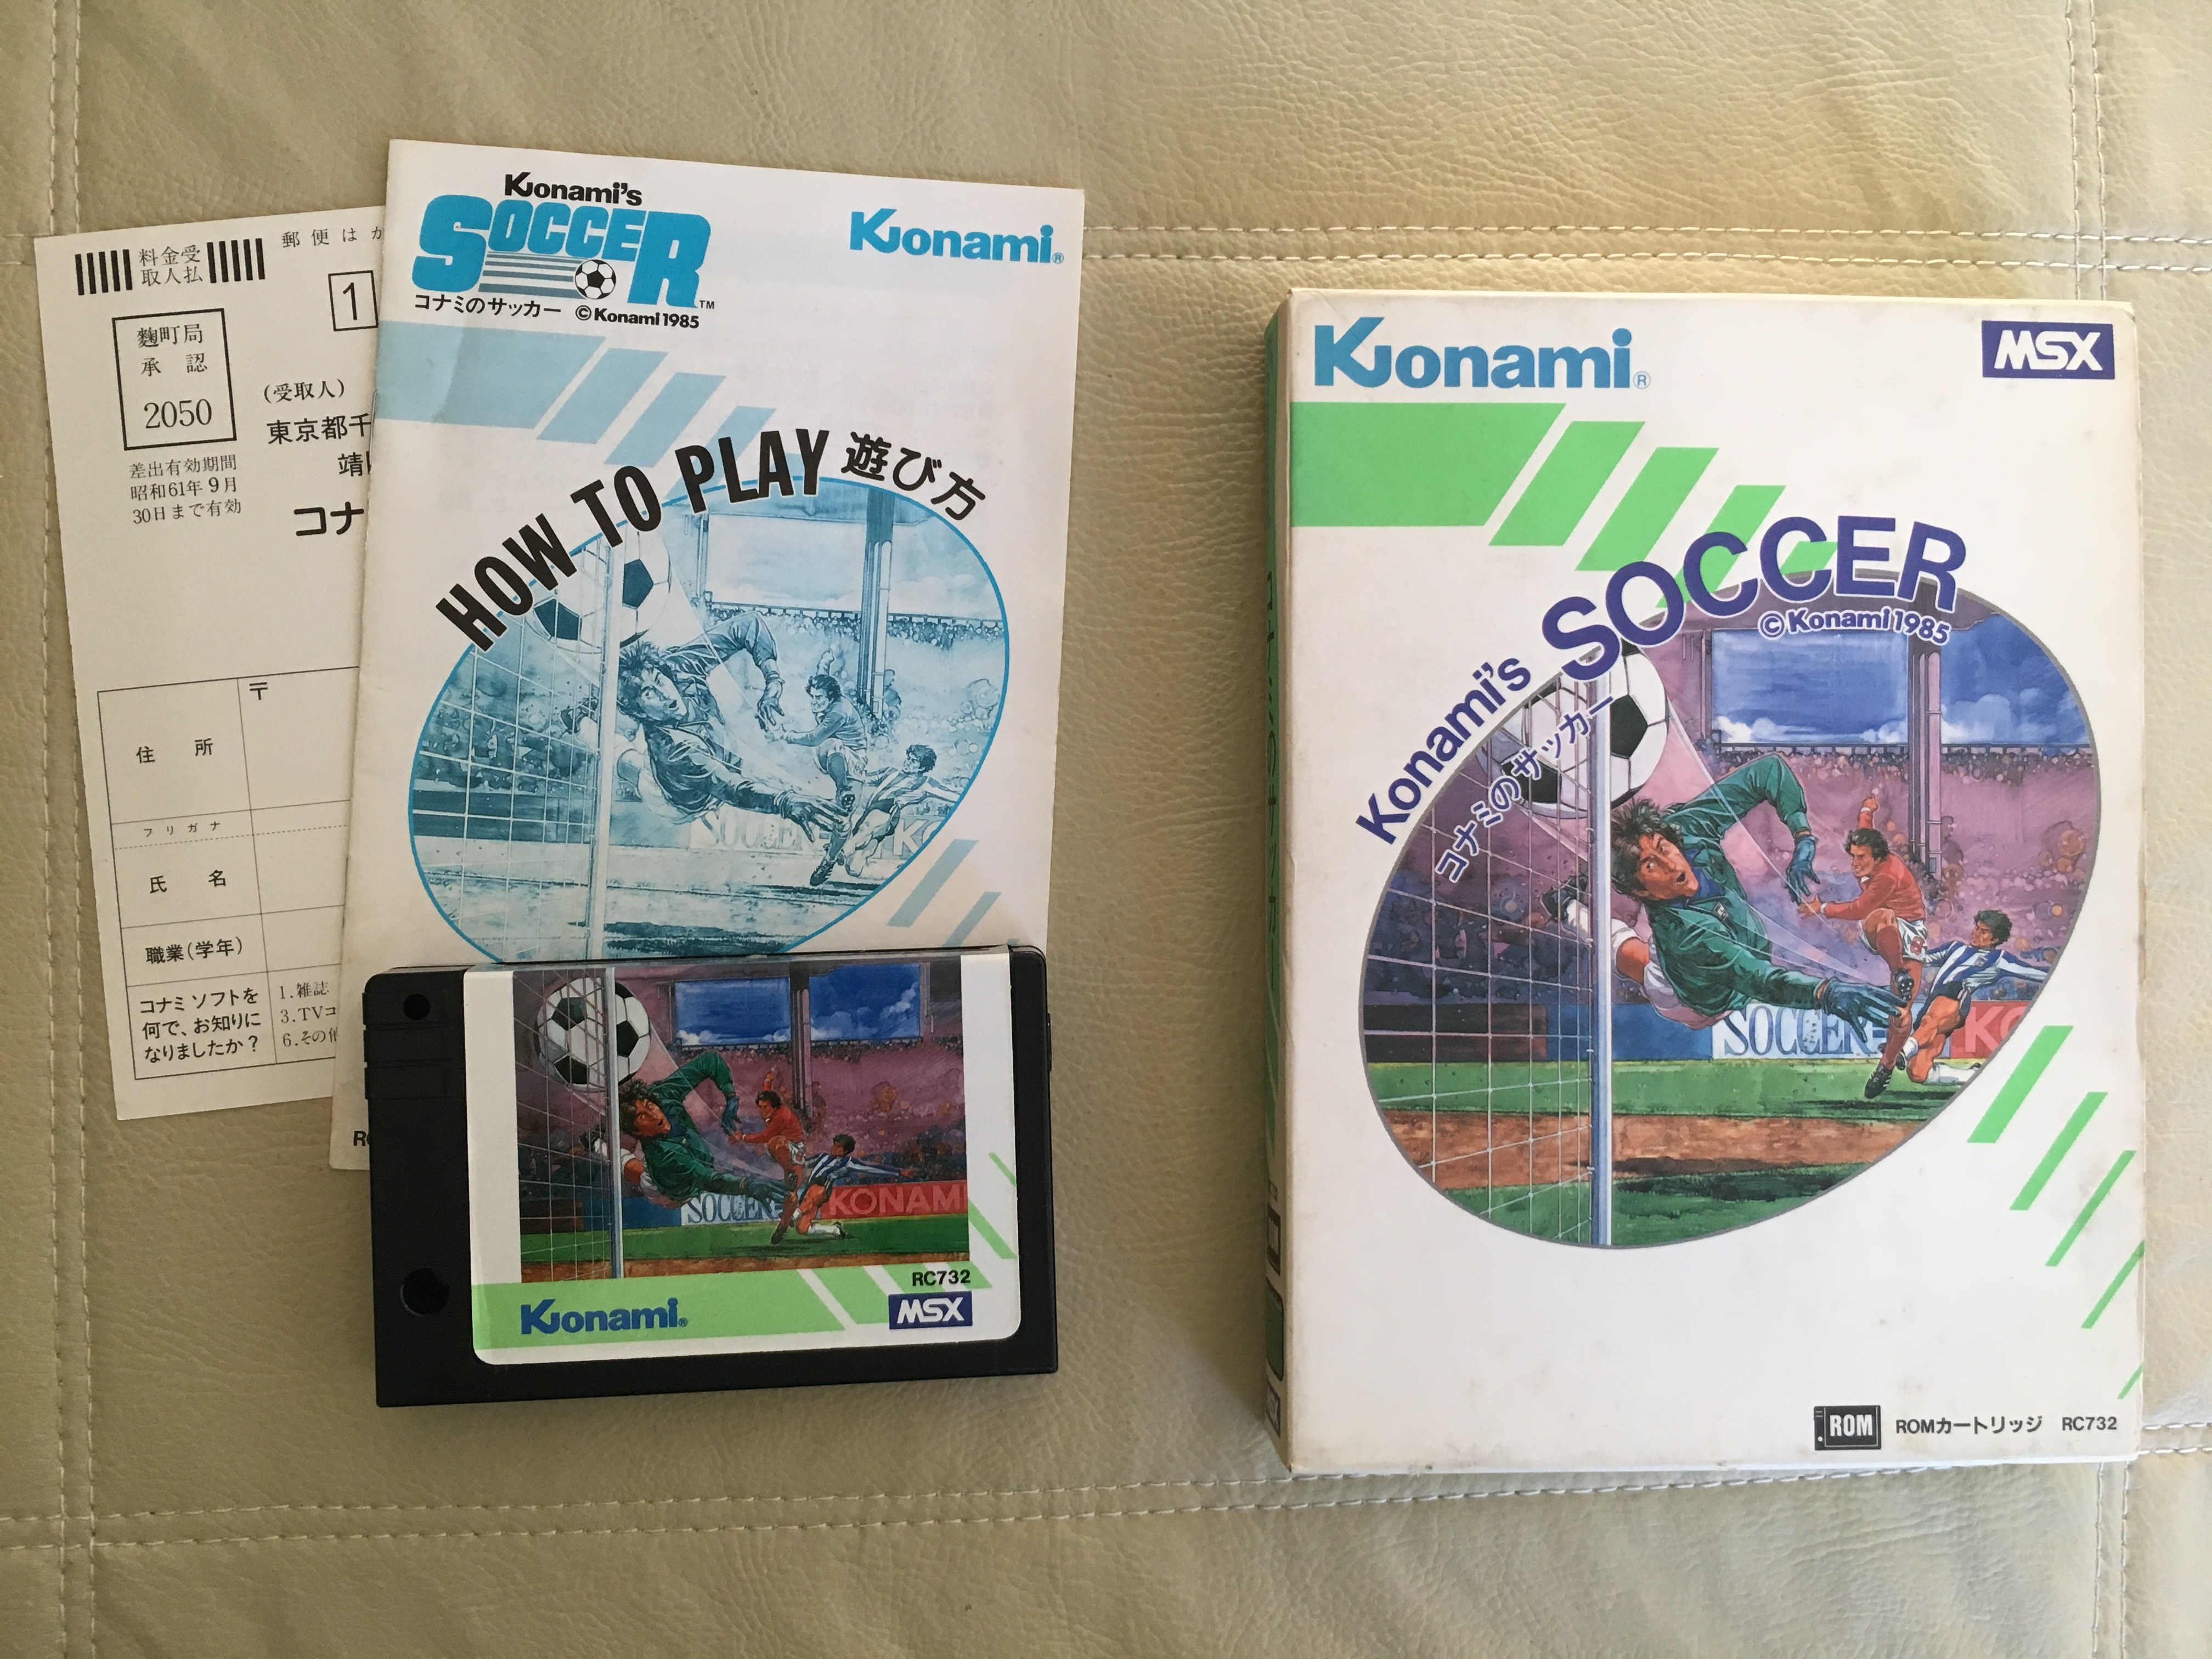 料金受
取人払
郵便はか
1
麴町局
承認
2050
差出有効期間
昭和61年9月
30日まで有効
(受取人)
東京都千
コナ
〒
住所
フリガナ
氏名
職業(学年)
コナミソフトを
何で、お知りに
なりましたか?
1.雑誌
3.TVコ
6.その他
Konami's
SOCCER™
コナミのサッカー ©Konami 1985
Konami®
HOW TO PLAY 遊び方
SOCCER
SOCCER
KONAMI
RC732
Konami®
MSX
Konami®
MSX
Konami's SOCCER
©Konami 1985
コナミのサッカー
SOCCER
ROM
ROMカートリッジ RC732